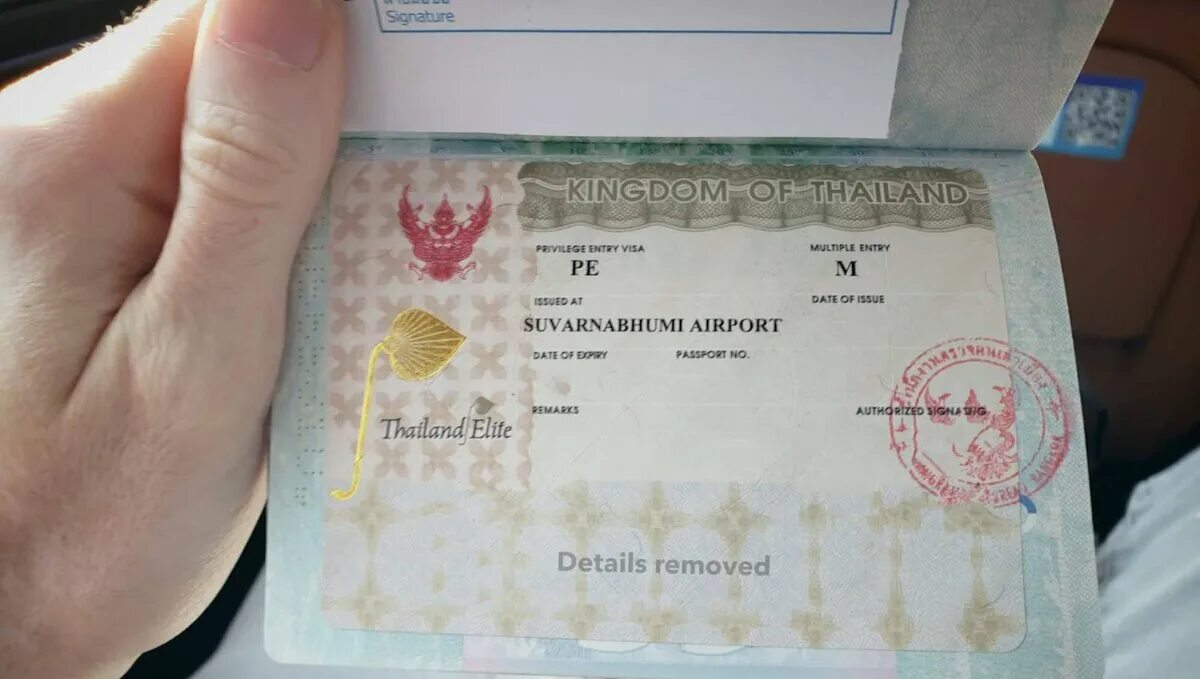 Signature
KINGDOM OF THAILAND
PRIVILEGE ENTRY VISA
MULTIPLE ENTRY
PE
M
ISSUED AT
DATE OF ISSUE
SUVARNABHUMI AIRPORT
DATE OF EXPIRY
PASSPORT NO.
REMARKS
AUTHORIZED
Thailand Elite
Details removed